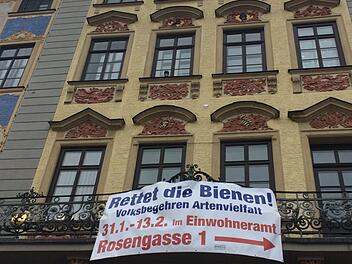 Rettet die Bienen!
Volksbegehren Artenvielfalt
31.1.-13.2. im Einwohneramt
Rosengasse 1